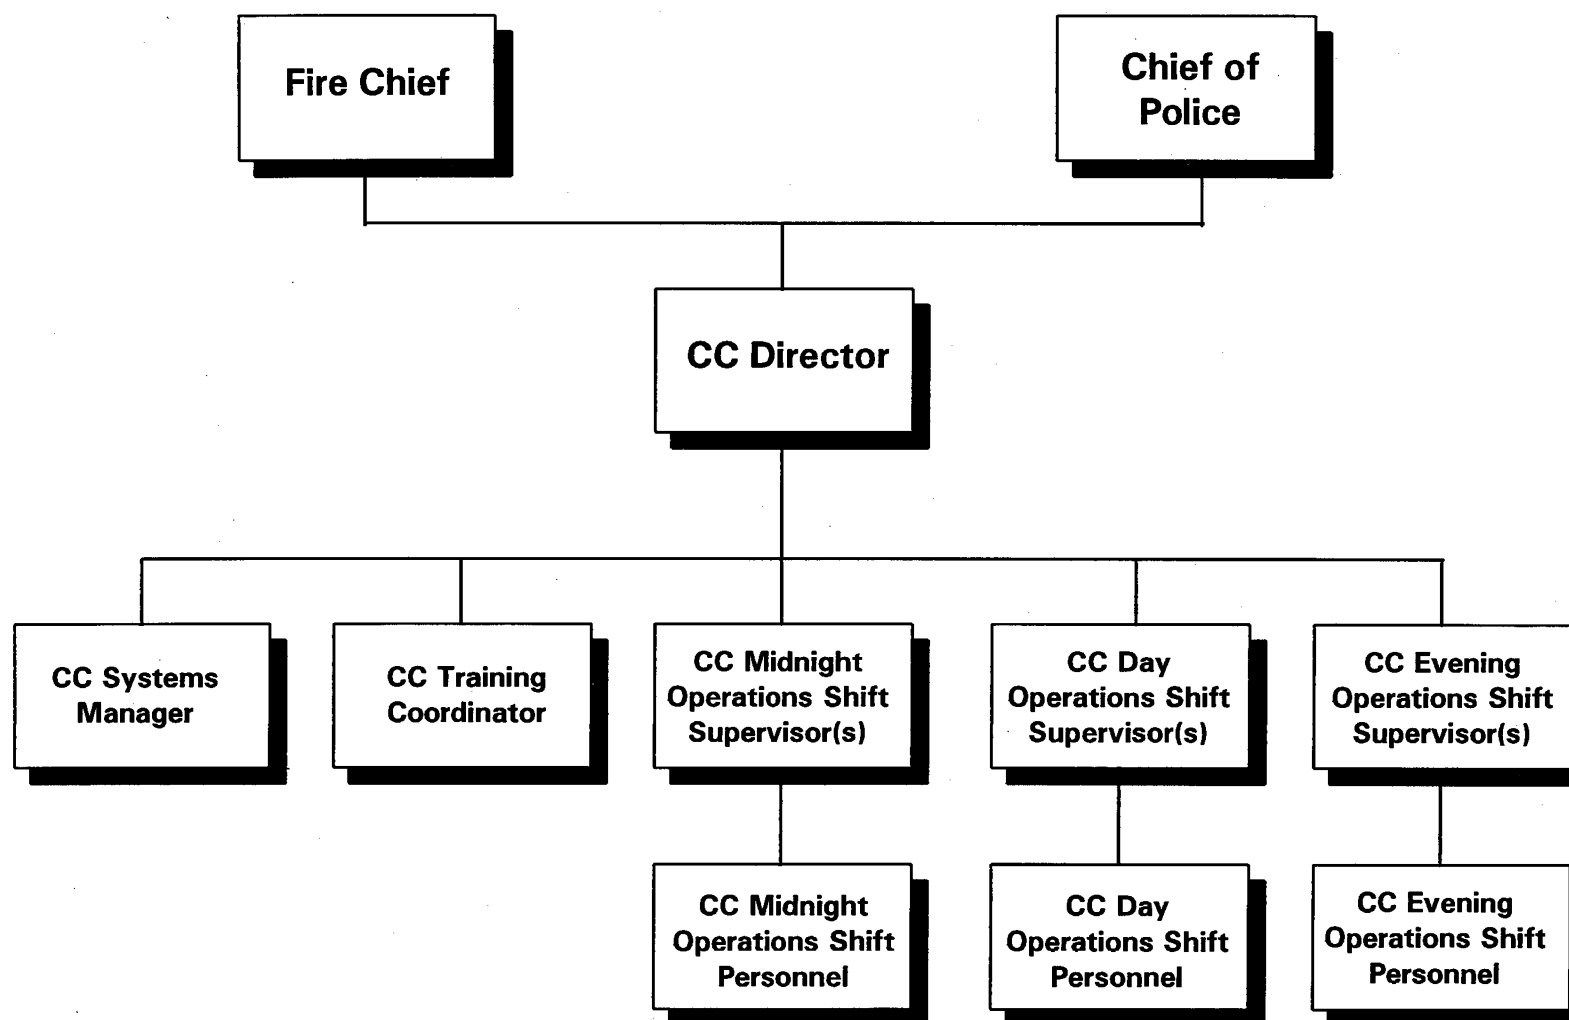 Fire Chief
Chief of
Police
CC Director
CC Systems
Manager
CC Training
Coordinator
CC Midnight
Operations Shift
Supervisor(s)
CC Day
Operations Shift
Supervisor(s)
CC Evening
Operations Shift
Supervisor(s)
CC Midnight
Operations Shift
Personnel
CC Day
Operations Shift
Personnel
CC Evening
Operations Shift
Personnel